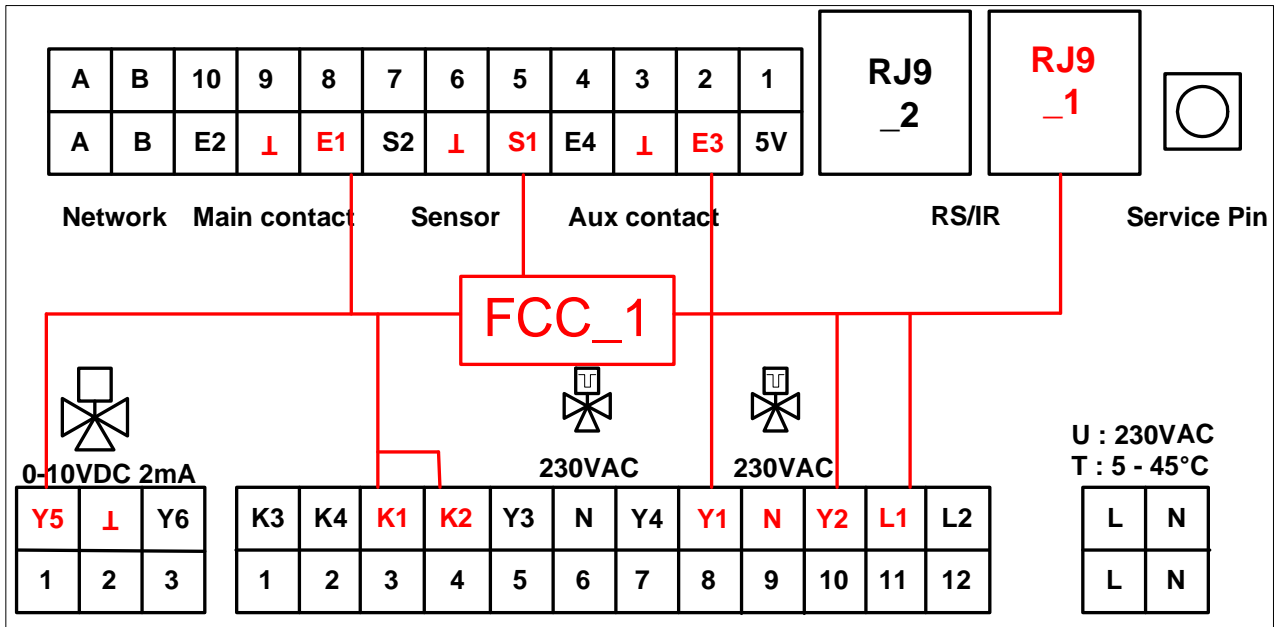 A B 10 9 8 7 6 5 4 3 2 1
A B E2 ⊥ E1 S2 ⊥ S1 E4 ⊥ E3 5V
RJ9
_2
RJ9
_1
Network Main contact Sensor Aux contact RS/IR Service Pin
FCC_1
0-10VDC 2mA
230VAC
230VAC
U : 230VAC
T : 5 - 45°C
Y5 ⊥ Y6
1 2 3
K3 K4 K1 K2 Y3 N Y4 Y1 N Y2 L1 L2
1 2 3 4 5 6 7 8 9 10 11 12
L N
L N